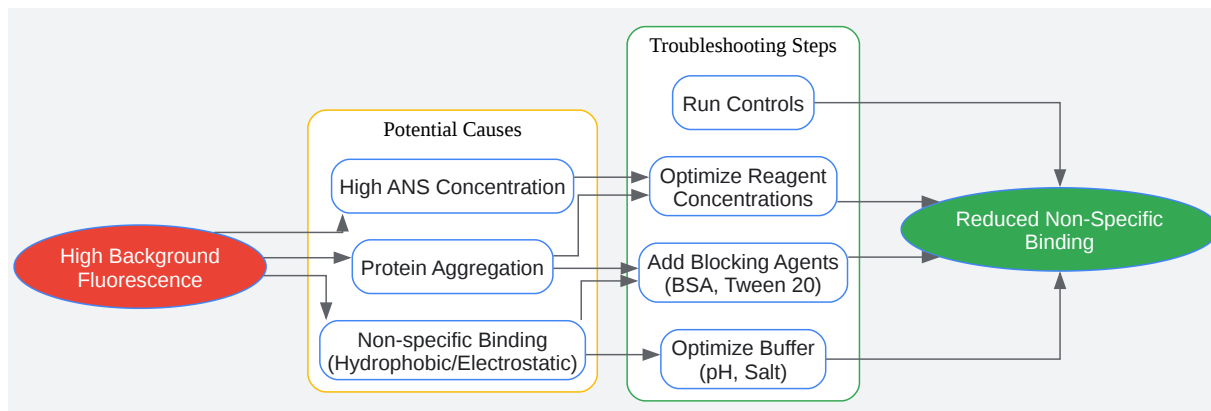 High Background
Fluorescence
Potential Causes
High ANS Concentration
Protein Aggregation
Non-specific Binding
(Hydrophobic/Electrostatic)
Troubleshooting Steps
Run Controls
Optimize Reagent
Concentrations
Add Blocking Agents
(BSA, Tween 20)
Optimize Buffer
(pH, Salt)
Reduced Non-Specific
Binding